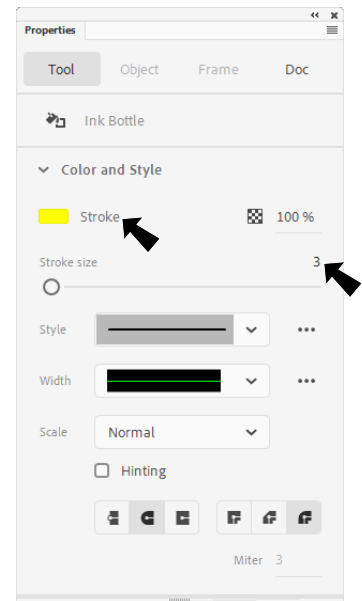 Properties
Tool Object Frame Doc
Ink Bottle
Color and Style
Stroke 100 %
Stroke size 3
Style
Width
Scale Normal
Hinting
Miter 3